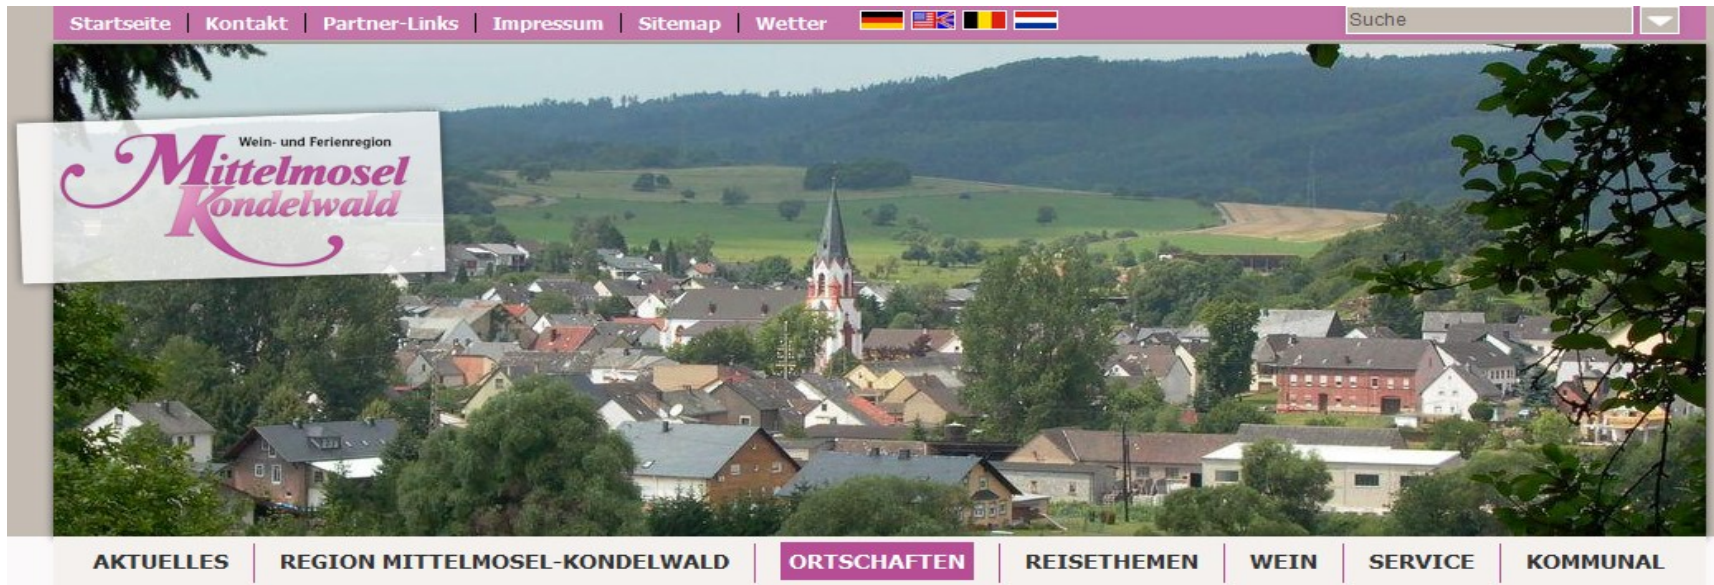 Startseite | Kontakt | Partner-Links | Impressum | Sitemap | Wetter
Suche
Wein- und Ferienregion
Mittelmosel
Kondelwald
AKTUELLES | REGION MITTELMOSEL-KONDELWALD | ORTSCHAFTEN | REISETHEMEN | WEIN | SERVICE | KOMMUNAL